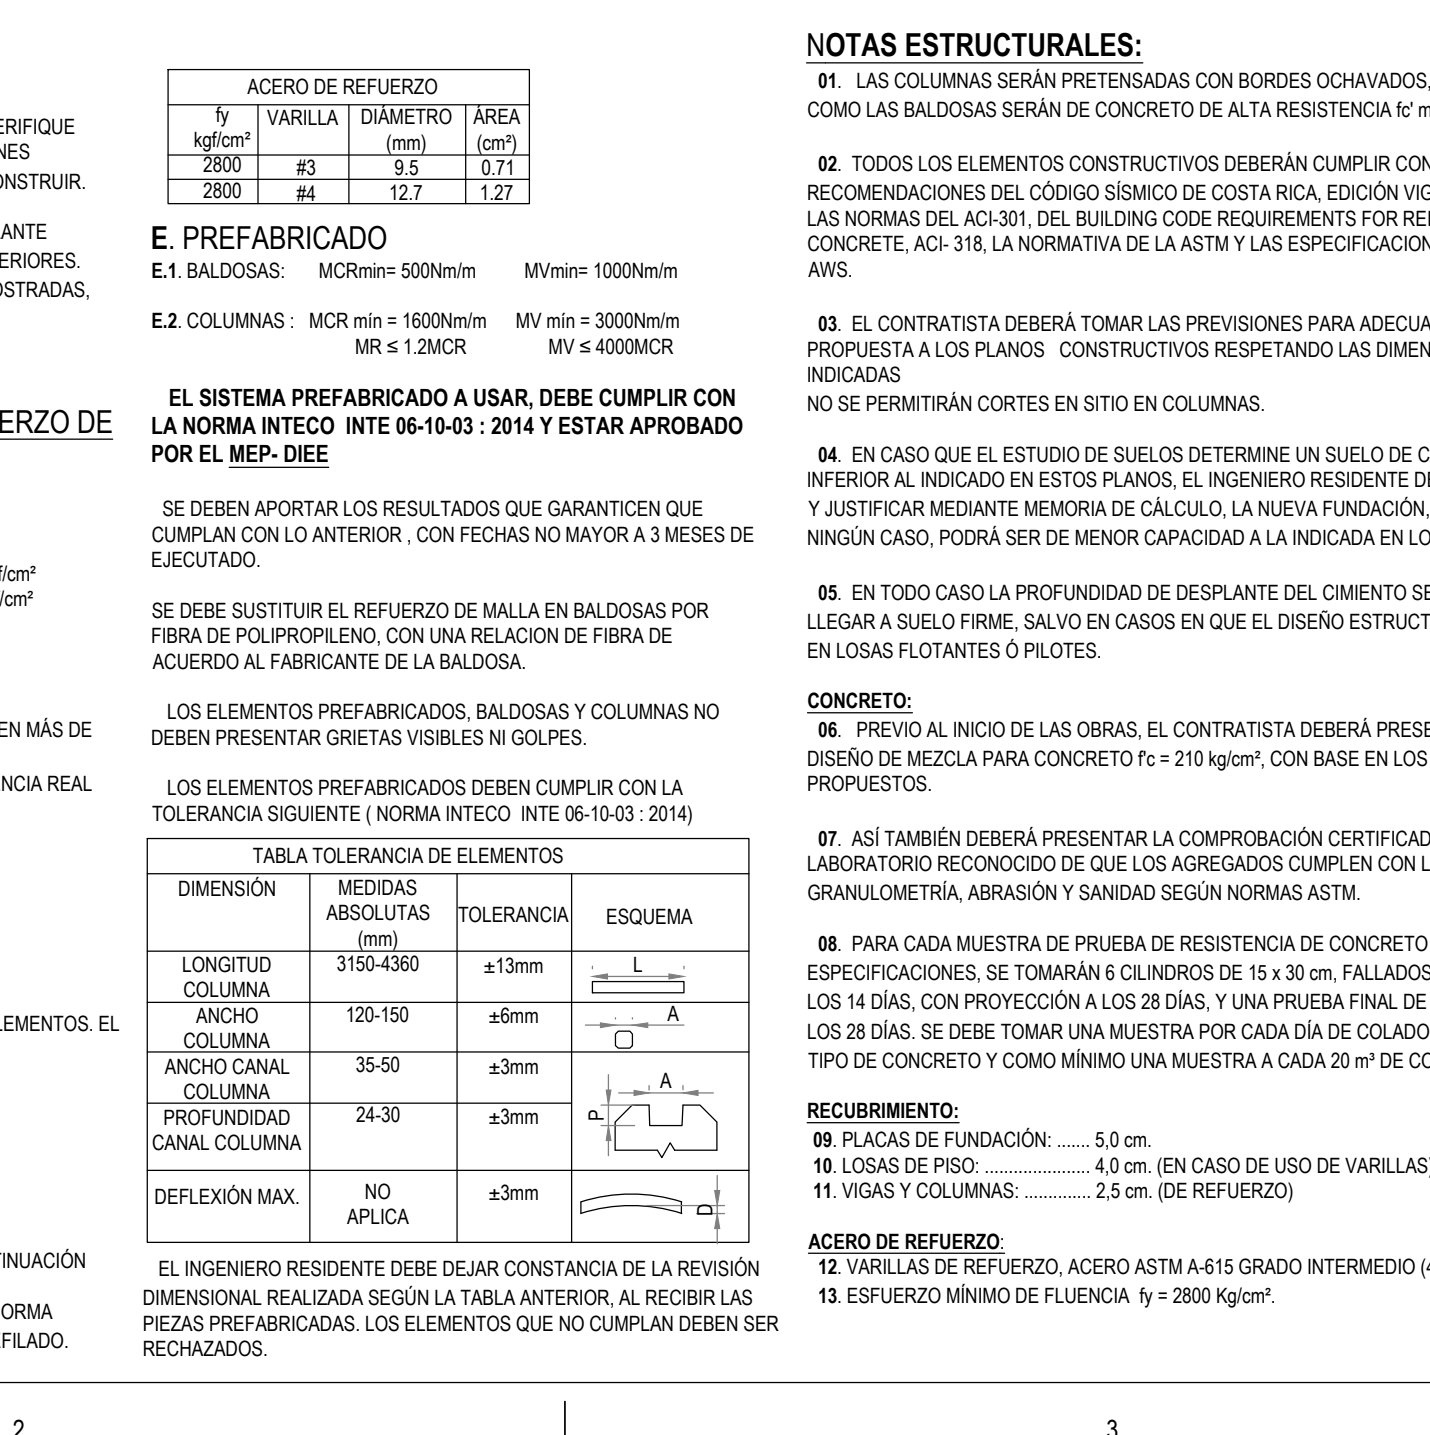 ERIFIQUE
NES
ONSTRUIR.
LANTE
ERIORES.
OSTRADAS,
ERZO DE
f/cm²
/cm²
EN MÁS DE
NCIA REAL
LEMENTOS. EL
TINUACIÓN
ORMA
FILADO.
2
ACERO DE REFUERZO
fy kgf/cm² VARILLA DIÁMETRO (mm) ÁREA (cm²)
2800 #3 9.5 0.71
2800 #4 12.7 1.27
E. PREFABRICADO
E.1. BALDOSAS: MCRmin= 500Nm/m MVmin= 1000Nm/m
E.2. COLUMNAS : MCR mín = 1600Nm/m MV mín = 3000Nm/m
MR ≤ 1.2MCR MV ≤ 4000MCR
EL SISTEMA PREFABRICADO A USAR, DEBE CUMPLIR CON
LA NORMA INTECO INTE 06-10-03 : 2014 Y ESTAR APROBADO
POR EL MEP- DIEE
SE DEBEN APORTAR LOS RESULTADOS QUE GARANTICEN QUE
CUMPLAN CON LO ANTERIOR , CON FECHAS NO MAYOR A 3 MESES DE
EJECUTADO.
SE DEBE SUSTITUIR EL REFUERZO DE MALLA EN BALDOSAS POR
FIBRA DE POLIPROPILENO, CON UNA RELACION DE FIBRA DE
ACUERDO AL FABRICANTE DE LA BALDOSA.
LOS ELEMENTOS PREFABRICADOS, BALDOSAS Y COLUMNAS NO
DEBEN PRESENTAR GRIETAS VISIBLES NI GOLPES.
LOS ELEMENTOS PREFABRICADOS DEBEN CUMPLIR CON LA
TOLERANCIA SIGUIENTE ( NORMA INTECO INTE 06-10-03 : 2014)
TABLA TOLERANCIA DE ELEMENTOS
DIMENSIÓN MEDIDAS ABSOLUTAS (mm) TOLERANCIA ESQUEMA
LONGITUD COLUMNA 3150-4360 ±13mm L
ANCHO COLUMNA 120-150 ±6mm A
ANCHO CANAL COLUMNA 35-50 ±3mm A
PROFUNDIDAD CANAL COLUMNA 24-30 ±3mm P
DEFLEXIÓN MAX. NO APLICA ±3mm D
EL INGENIERO RESIDENTE DEBE DEJAR CONSTANCIA DE LA REVISIÓN
DIMENSIONAL REALIZADA SEGÚN LA TABLA ANTERIOR, AL RECIBIR LAS
PIEZAS PREFABRICADAS. LOS ELEMENTOS QUE NO CUMPLAN DEBEN SER
RECHAZADOS.
NOTAS ESTRUCTURALES:
01. LAS COLUMNAS SERÁN PRETENSADAS CON BORDES OCHAVADOS,
COMO LAS BALDOSAS SERÁN DE CONCRETO DE ALTA RESISTENCIA fc' m
02. TODOS LOS ELEMENTOS CONSTRUCTIVOS DEBERÁN CUMPLIR CON
RECOMENDACIONES DEL CÓDIGO SÍSMICO DE COSTA RICA, EDICIÓN VIG
LAS NORMAS DEL ACI-301, DEL BUILDING CODE REQUIREMENTS FOR REI
CONCRETE, ACI- 318, LA NORMATIVA DE LA ASTM Y LAS ESPECIFICACION
AWS.
03. EL CONTRATISTA DEBERÁ TOMAR LAS PREVISIONES PARA ADECUA
PROPUESTA A LOS PLANOS CONSTRUCTIVOS RESPETANDO LAS DIMEN
INDICADAS
NO SE PERMITIRÁN CORTES EN SITIO EN COLUMNAS.
04. EN CASO QUE EL ESTUDIO DE SUELOS DETERMINE UN SUELO DE C
INFERIOR AL INDICADO EN ESTOS PLANOS, EL INGENIERO RESIDENTE DE
Y JUSTIFICAR MEDIANTE MEMORIA DE CÁLCULO, LA NUEVA FUNDACIÓN,
NINGÚN CASO, PODRÁ SER DE MENOR CAPACIDAD A LA INDICADA EN LO
05. EN TODO CASO LA PROFUNDIDAD DE DESPLANTE DEL CIMIENTO SE
LLEGAR A SUELO FIRME, SALVO EN CASOS EN QUE EL DISEÑO ESTRUCT
EN LOSAS FLOTANTES Ó PILOTES.
CONCRETO:
06. PREVIO AL INICIO DE LAS OBRAS, EL CONTRATISTA DEBERÁ PRESE
DISEÑO DE MEZCLA PARA CONCRETO f'c = 210 kg/cm², CON BASE EN LOS
PROPUESTOS.
07. ASÍ TAMBIÉN DEBERÁ PRESENTAR LA COMPROBACIÓN CERTIFICAD
LABORATORIO RECONOCIDO DE QUE LOS AGREGADOS CUMPLEN CON L
GRANULOMETRÍA, ABRASIÓN Y SANIDAD SEGÚN NORMAS ASTM.
08. PARA CADA MUESTRA DE PRUEBA DE RESISTENCIA DE CONCRETO
ESPECIFICACIONES, SE TOMARÁN 6 CILINDROS DE 15 x 30 cm, FALLADOS
LOS 14 DÍAS, CON PROYECCIÓN A LOS 28 DÍAS, Y UNA PRUEBA FINAL DE
LOS 28 DÍAS. SE DEBE TOMAR UNA MUESTRA POR CADA DÍA DE COLADO
TIPO DE CONCRETO Y COMO MÍNIMO UNA MUESTRA A CADA 20 m³ DE CO
RECUBRIMIENTO:
09. PLACAS DE FUNDACIÓN: ....... 5,0 cm.
10. LOSAS DE PISO: ...................... 4,0 cm. (EN CASO DE USO DE VARILLAS)
11. VIGAS Y COLUMNAS: .............. 2,5 cm. (DE REFUERZO)
ACERO DE REFUERZO:
12. VARILLAS DE REFUERZO, ACERO ASTM A-615 GRADO INTERMEDIO (4
13. ESFUERZO MÍNIMO DE FLUENCIA fy = 2800 Kg/cm².
3